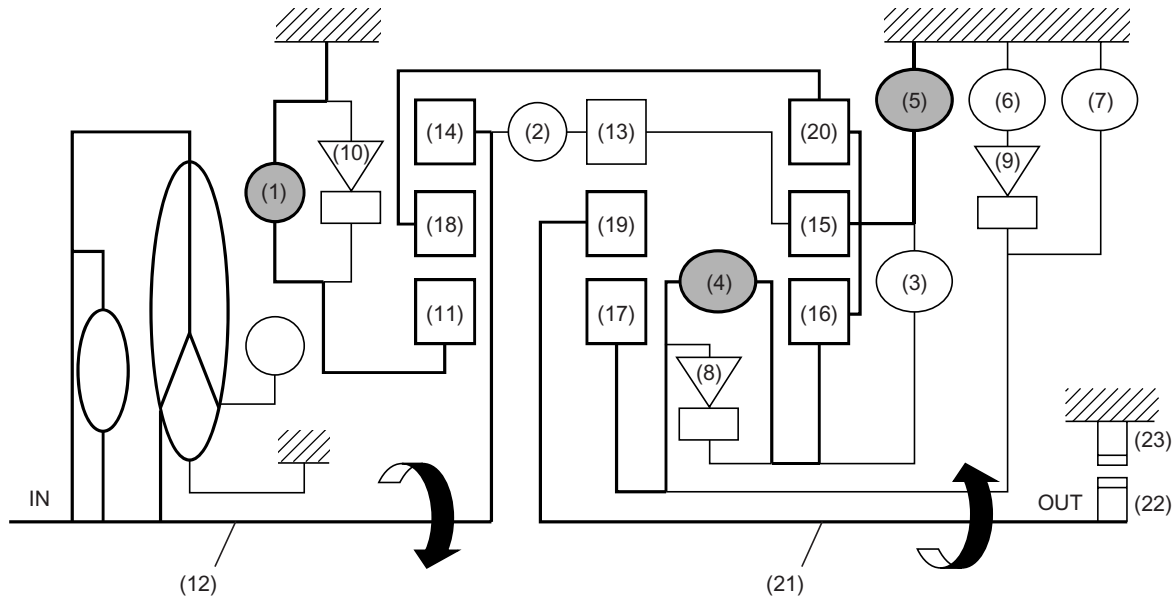 (5) (6) (7)
(14) (2) (13) (20)
(10) (9)
(1)
(18) (19) (15)
(4) (3)
(11) (17) (16)
(8)
(23)
IN OUT (22)
(12) (21)